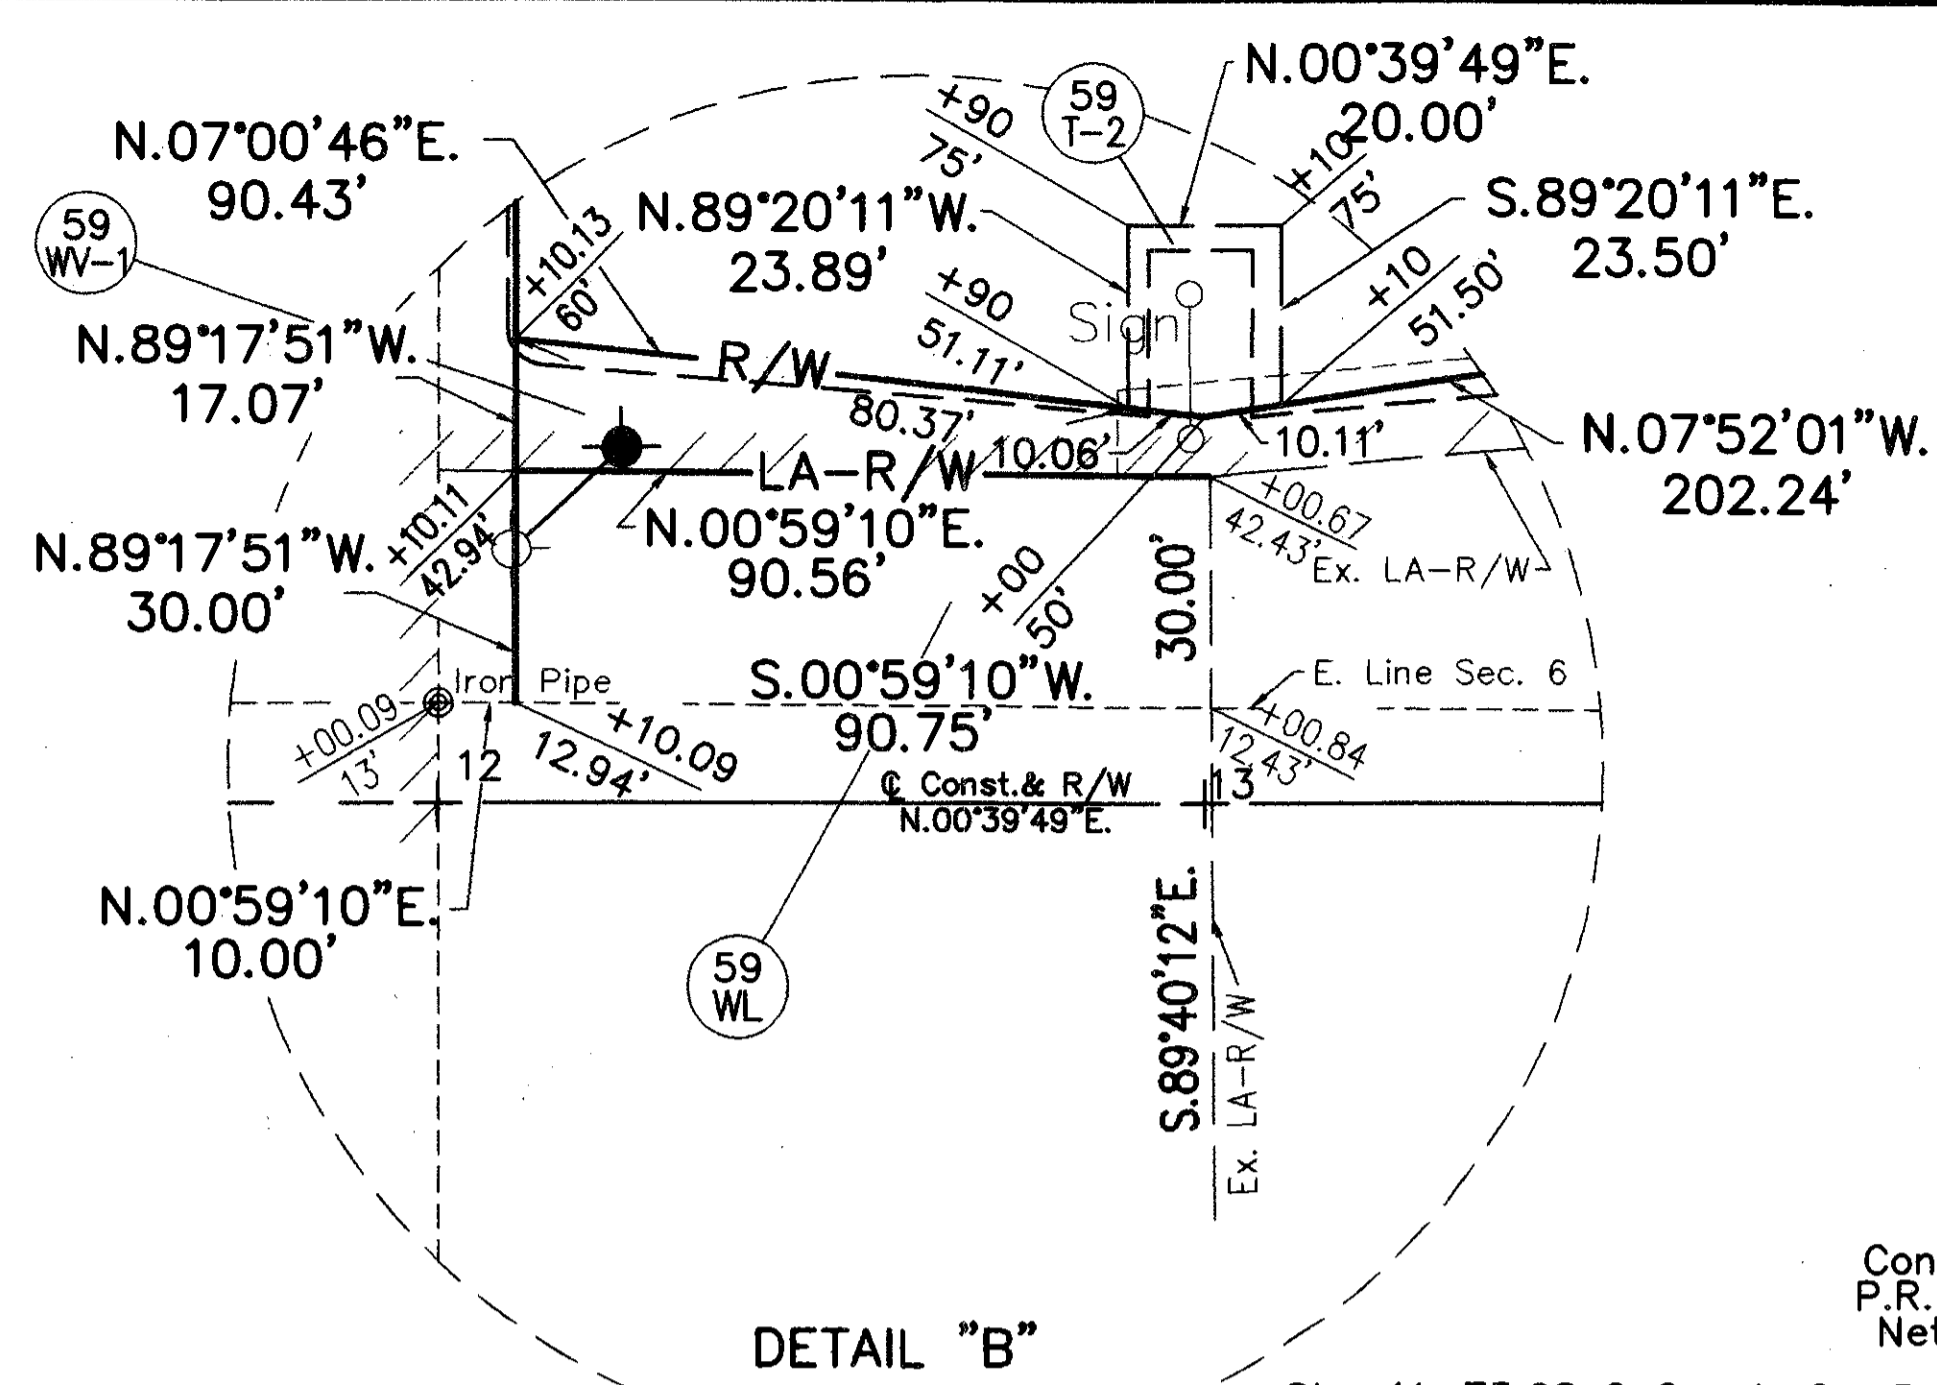 N.00°39'49"E.
20.00'
59
T-2
+90
75'
+10
75'
N.07°00'46"E.
90.43'
59
WV-1
N.89°20'11"W.
23.89'
S.89°20'11"E.
23.50'
+10.13
60'
+90
51.11'
+10
51.50'
Sign
N.89°17'51"W.
17.07'
R/W
80.37'
10.06'
10.11'
N.07°52'01"W.
202.24'
LA-R/W
+10.11
42.94'
N.00°59'10"E.
90.56'
+00.67
42.43'
Ex. LA-R/W
N.89°17'51"W.
30.00'
+00
50'
30.00'
Iron Pipe
S.00°59'10"W.
90.75'
E. Line Sec. 6
+00.09
13'
12
+10.09
12.94'
+00.84
12.43'
13
℄ Const.& R/W
N.00°39'49"E.
N.00°59'10"E.
10.00'
59
WL
S.89°40'12"E.
Ex. LA-R/W
DETAIL "B"
Con
P.R.
Net